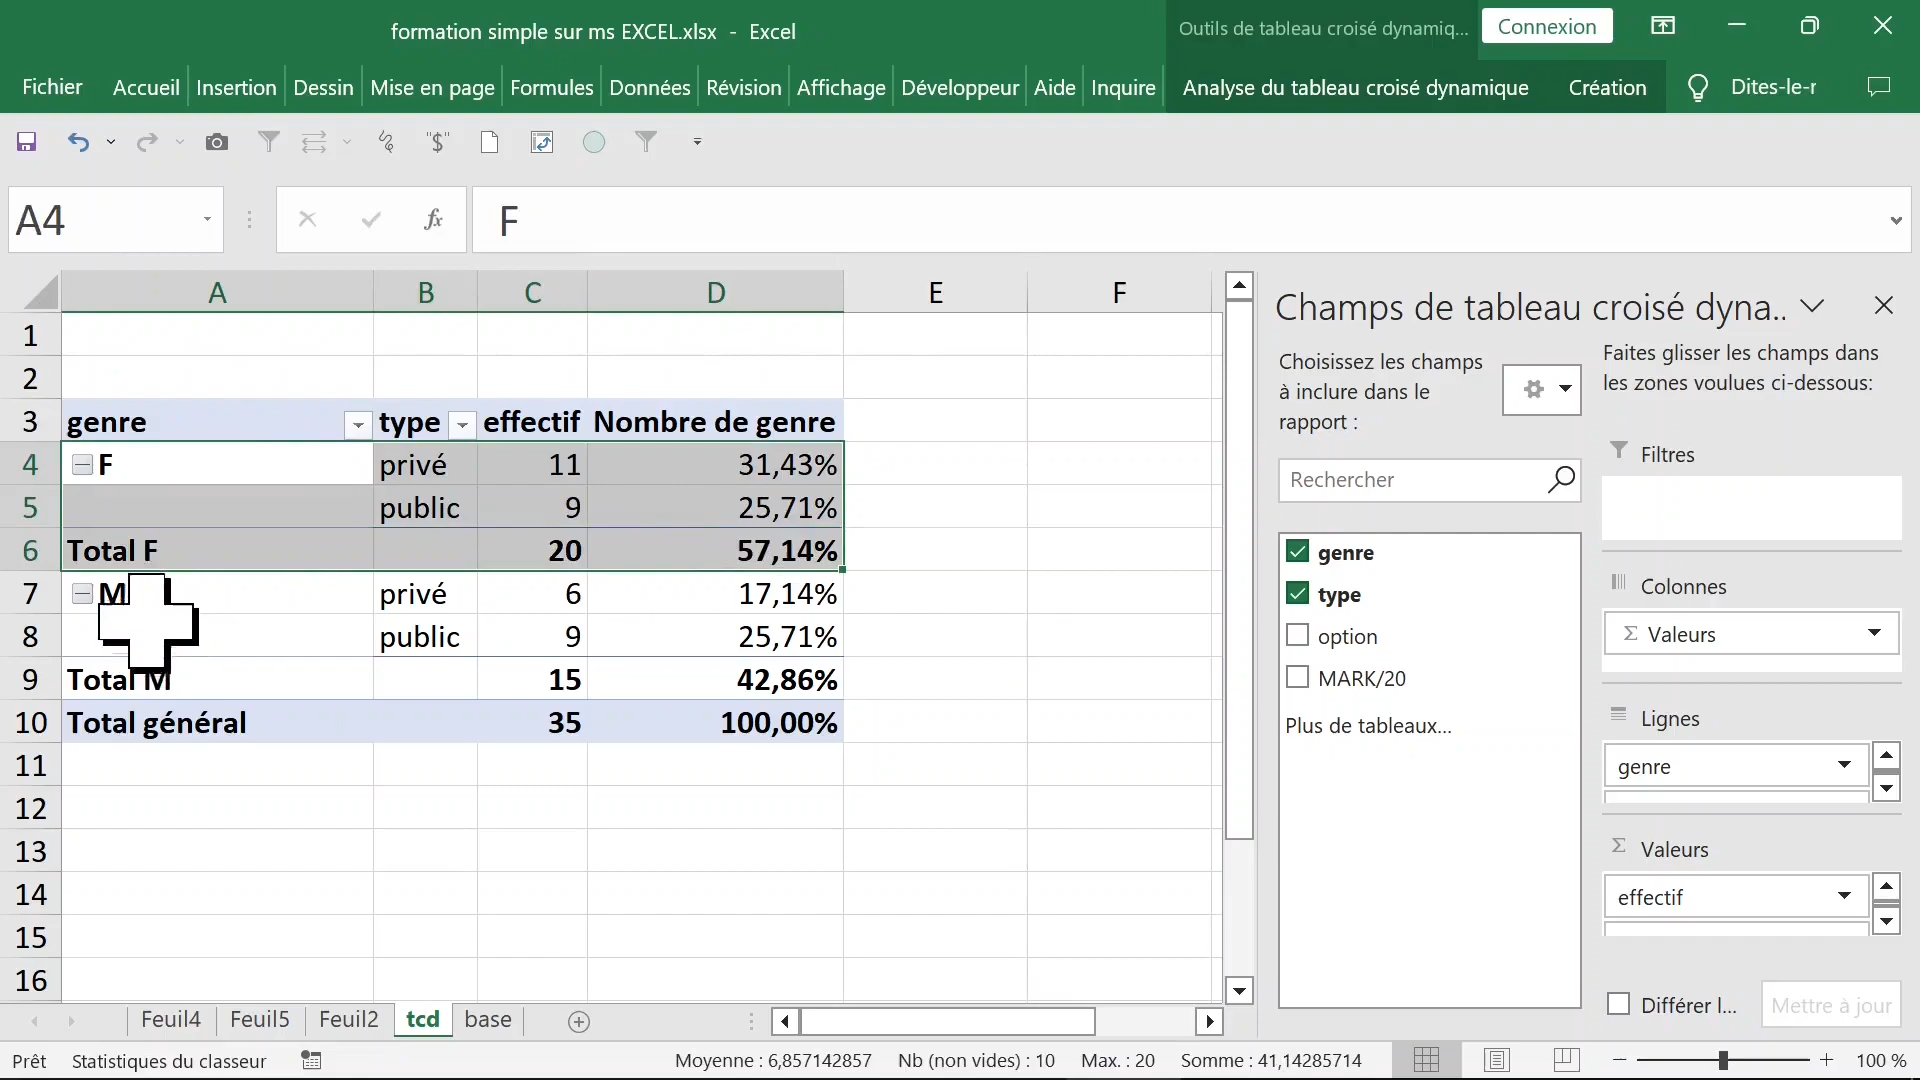 formation simple sur ms EXCEL.xlsx - Excel
Outils de tableau croisé dynamiq...
Connexion
Fichier Accueil Insertion Dessin Mise en page Formules Données Révision Affichage Développeur Aide Inquire Analyse du tableau croisé dynamique Création Dites-le-r
"$"
A4 fx F
A B C D E F
1
2
3 genre type effectif Nombre de genre
4 F privé 11 31,43%
5 public 9 25,71%
6 Total F 20 57,14%
7 M privé 6 17,14%
8 public 9 25,71%
9 Total M 15 42,86%
10 Total général 35 100,00%
11
12
13
14
15
16
Champs de tableau croisé dyna..
Choisissez les champs
à inclure dans le
rapport :
Rechercher
genre
type
option
MARK/20
Plus de tableaux...
Faites glisser les champs dans
les zones voulues ci-dessous:
Filtres
Colonnes
Σ Valeurs
Lignes
genre
Σ Valeurs
effectif
Différer l... Mettre à jour
Feuil4 Feuil5 Feuil2 tcd base
Prêt Statistiques du classeur Moyenne : 6,857142857 Nb (non vides) : 10 Max. : 20 Somme : 41,14285714 100 %